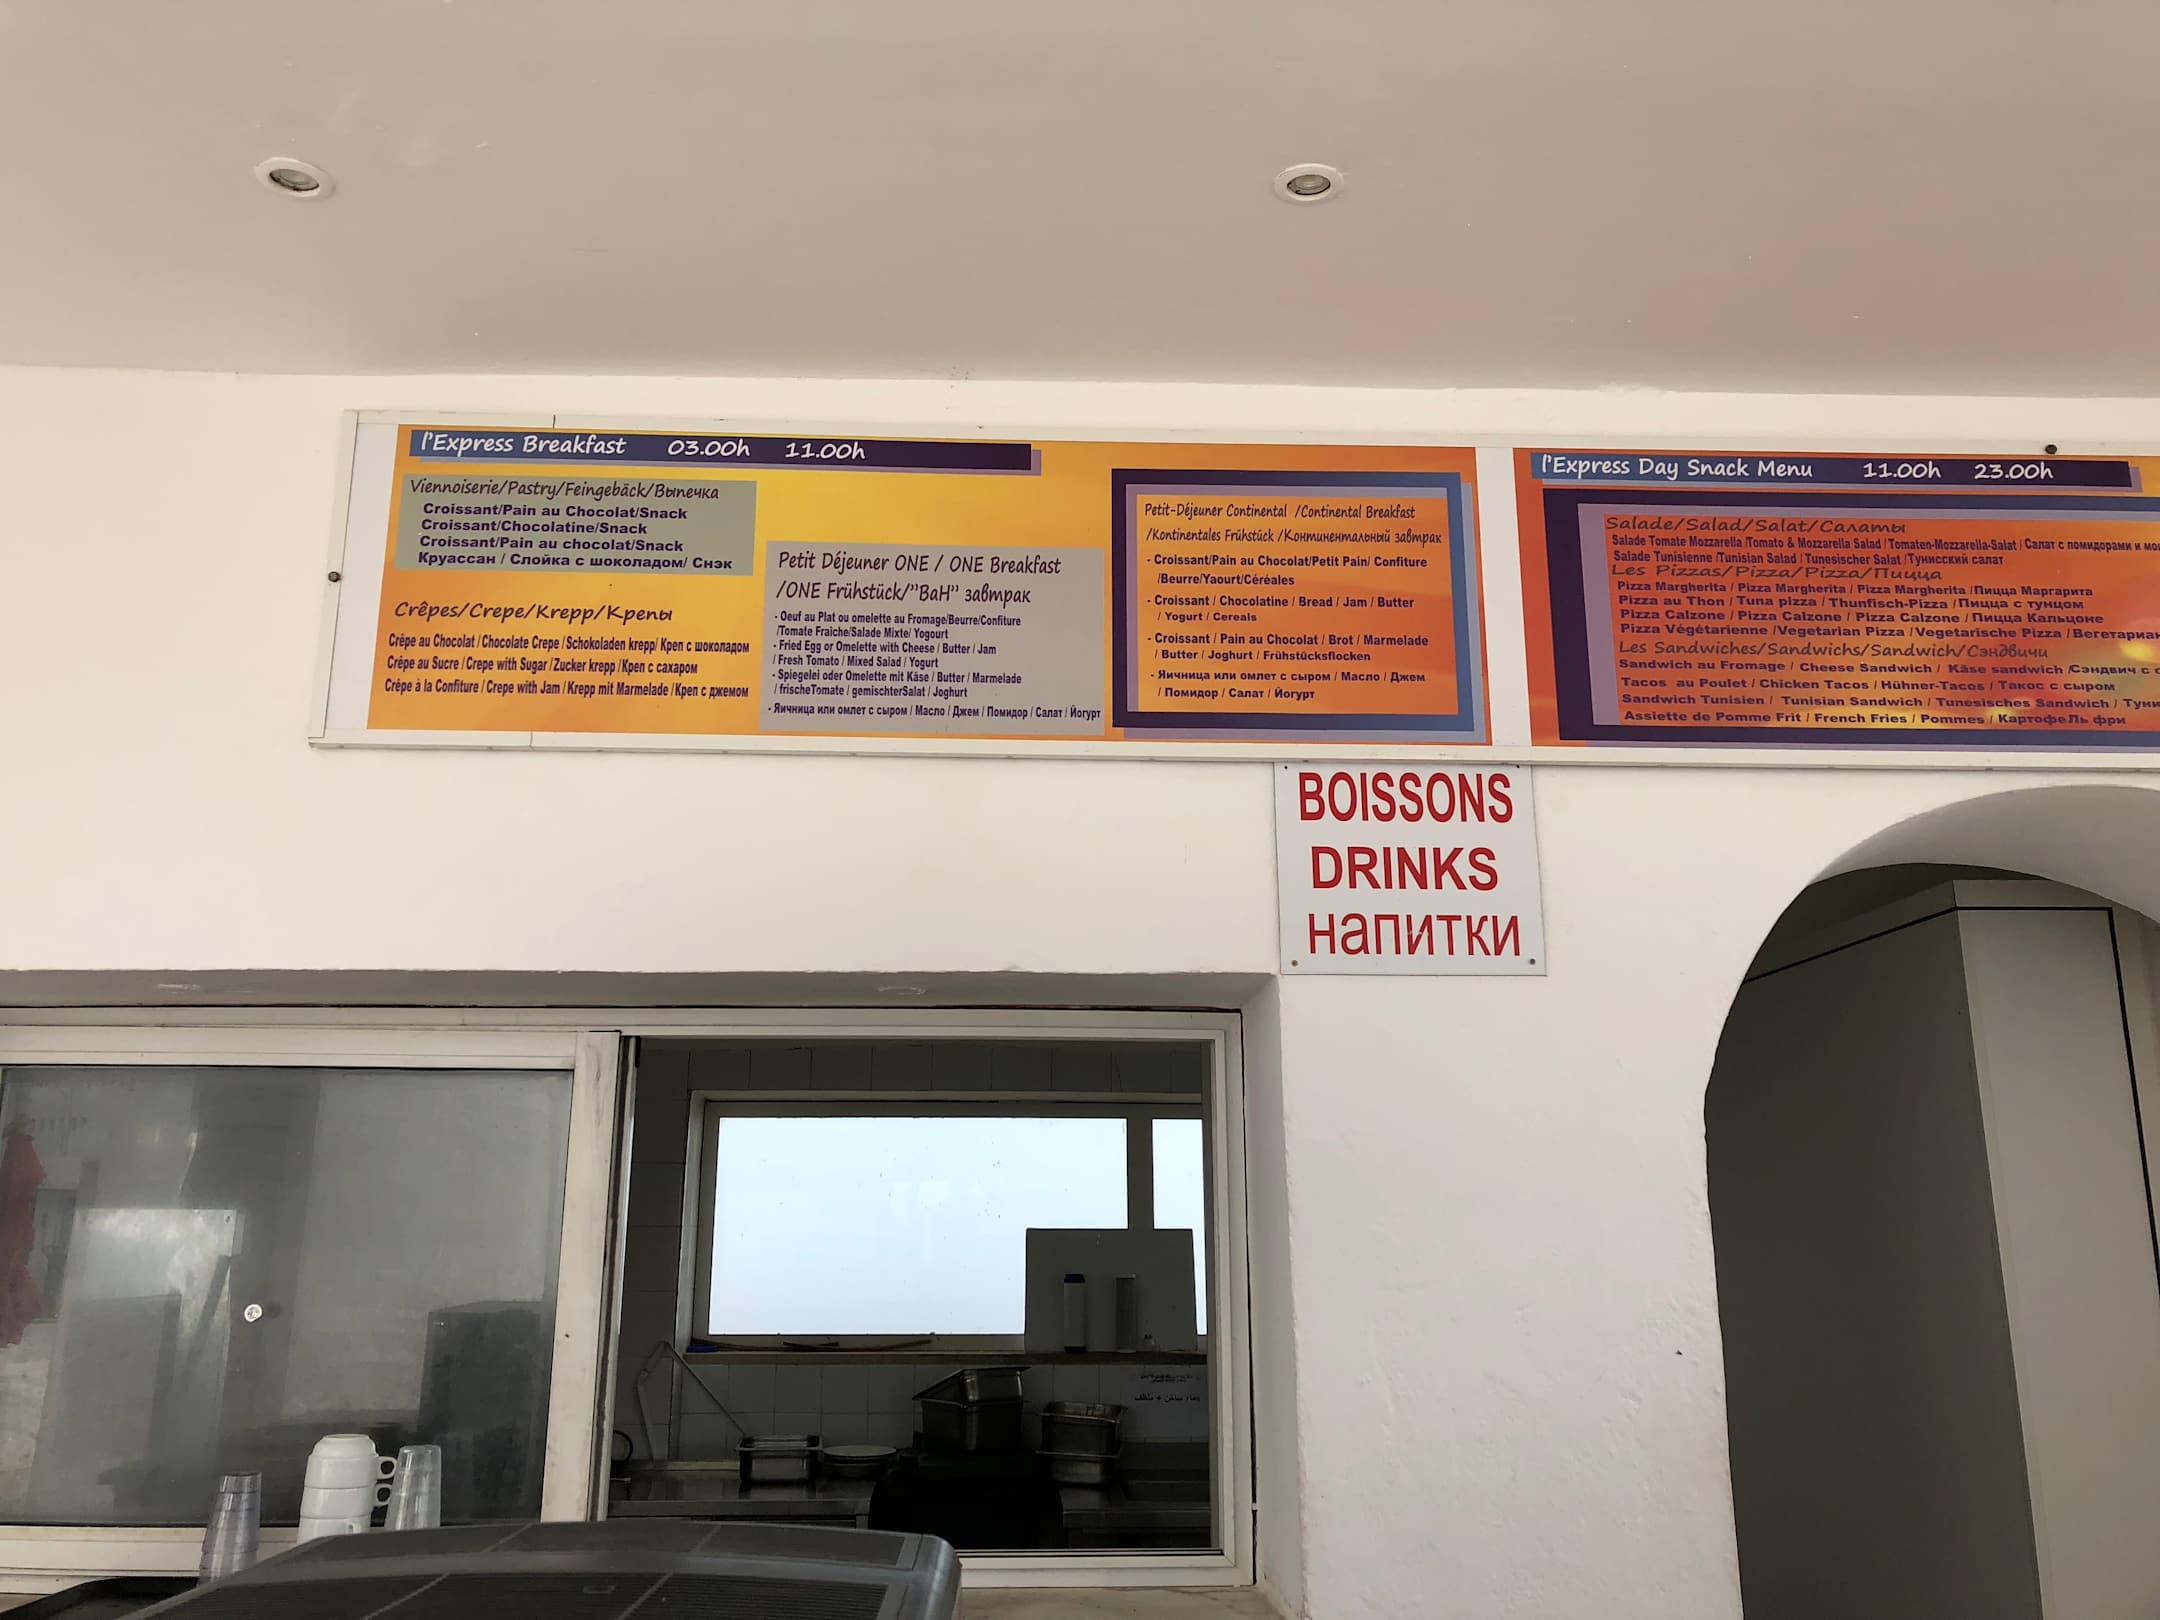 l'Express Breakfast 03.00h 11.00h
Viennoiserie/Pastry/Feingebäck/Выпечка
Croissant/Pain au Chocolat/Snack
Croissant/Chocolatine/Snack
Croissant/Pain au chocolat/Snack
Круассан / Слойка с шоколадом/ Снэк
Crêpes/Crepe/Krepp/Крепы
Crêpe au Chocolat / Chocolate Crepe / Schokoladen krepp/ Креп с шоколадом
Crêpe au Sucre / Crepe with Sugar / Zucker krepp /Креп с сахаром
Crêpe à la Confiture / Crepe with Jam / Krepp mit Marmelade / Креп с джемом
Petit Déjeuner ONE / ONE Breakfast
/ONE Frühstück/"ВаН" завтрак
- Oeuf au Plat ou omelette au Fromage/Beurre/Confiture
/Tomate Fraiche/Salade Mixte/ Yogourt
- Fried Egg or Omelette with Cheese / Butter / Jam
/ Fresh Tomato / Mixed Salad / Yogurt
- Spiegelei oder Omelette mit Käse / Butter / Marmelade
/ frischeTomate / gemischterSalat / Joghurt
- Яичница или омлет с сыром / Масло / Джем / Помидор / Салат / Йогурт
Petit-Déjeuner Continental /Continental Breakfast
/Kontinentales Frühstück /Континентальный завтрак
- Croissant/Pain au Chocolat/Petit Pain/ Confiture
/Beurre/Yaourt/Céréales
- Croissant / Chocolatine / Bread / Jam / Butter
/ Yogurt / Cereals
- Croissant / Pain au Chocolat / Brot / Marmelade
/ Butter / Joghurt / Frühstücksflocken
- Яичница или омлет с сыром / Масло / Джем
/ Помидор / Салат / Йогурт
l'Express Day Snack Menu 11.00h 23.00h
Salade/Salad/Salat/Салаты
Salade Tomate Mozzarella /Tomato & Mozzarella Salad / Tomaten-Mozzarella-Salat / Салат с помидорами и
Salade Tunisienne /Tunisian Salad / Tunesischer Salat /Тунисский салат
Les Pizzas/Pizza/Pizza/Пицца
Pizza Margherita / Pizza Margherita / Pizza Margherita /Пицца Маргарита
Pizza au Thon / Tuna pizza / Thunfisch-Pizza /Пицца с тунцом
Pizza Calzone / Pizza Calzone / Pizza Calzone / Пицца Кальцоне
Pizza Végétarienne /Vegetarian Pizza /Vegetarische Pizza /
Les Sandwiches/Sandwichs/Sandwich/Сэндвичи
Sandwich au Fromage / Cheese Sandwich / Käse sandwich /Сэндвич с
Tacos au Poulet / Chicken Tacos / Hühner-Tacos / Такос с сыром
Sandwich Tunisien / Tunisian Sandwich / Tunesisches Sandwich /
Assiette de Pomme Frit / French Fries / Pommes / КартофеЛь фри
BOISSONS
DRINKS
напитки